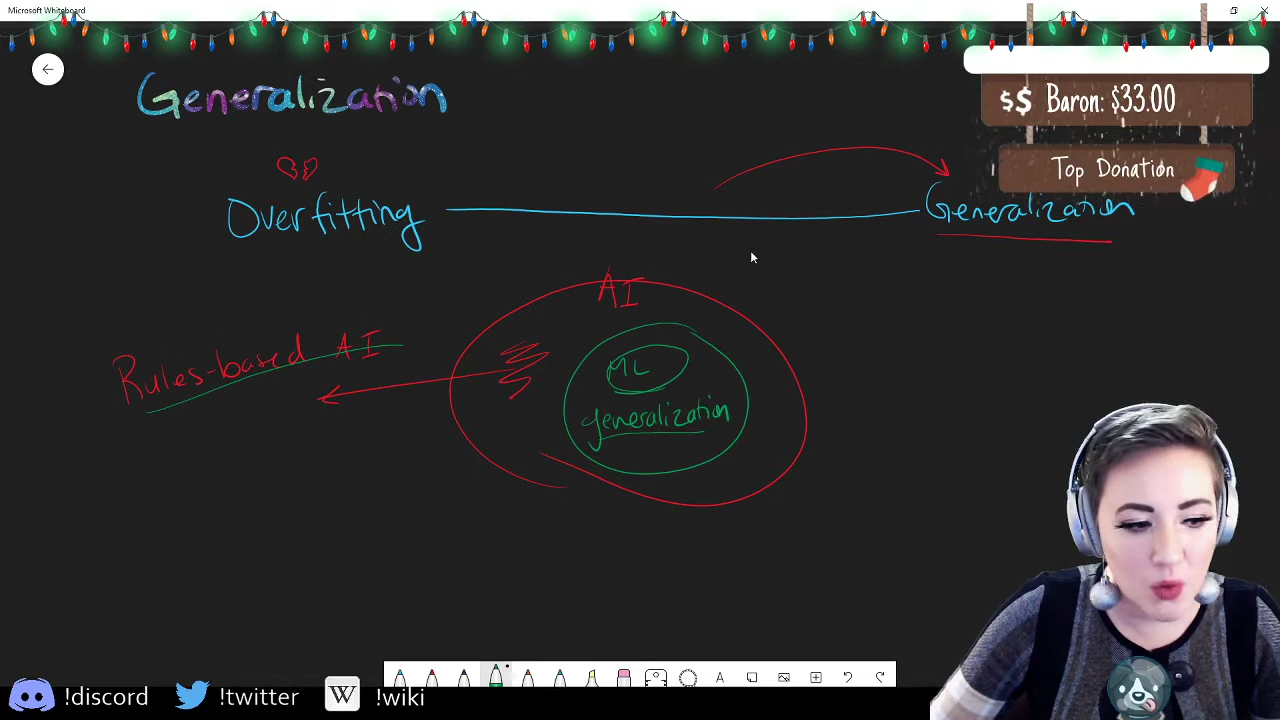 Microsoft Whiteboard
Generalization
$$ Baron: $33.00
Top Donation
Overfitting
Generalization
AI
Rules-based AI
ML
generalization
A
!discord
!twitter
W !wiki